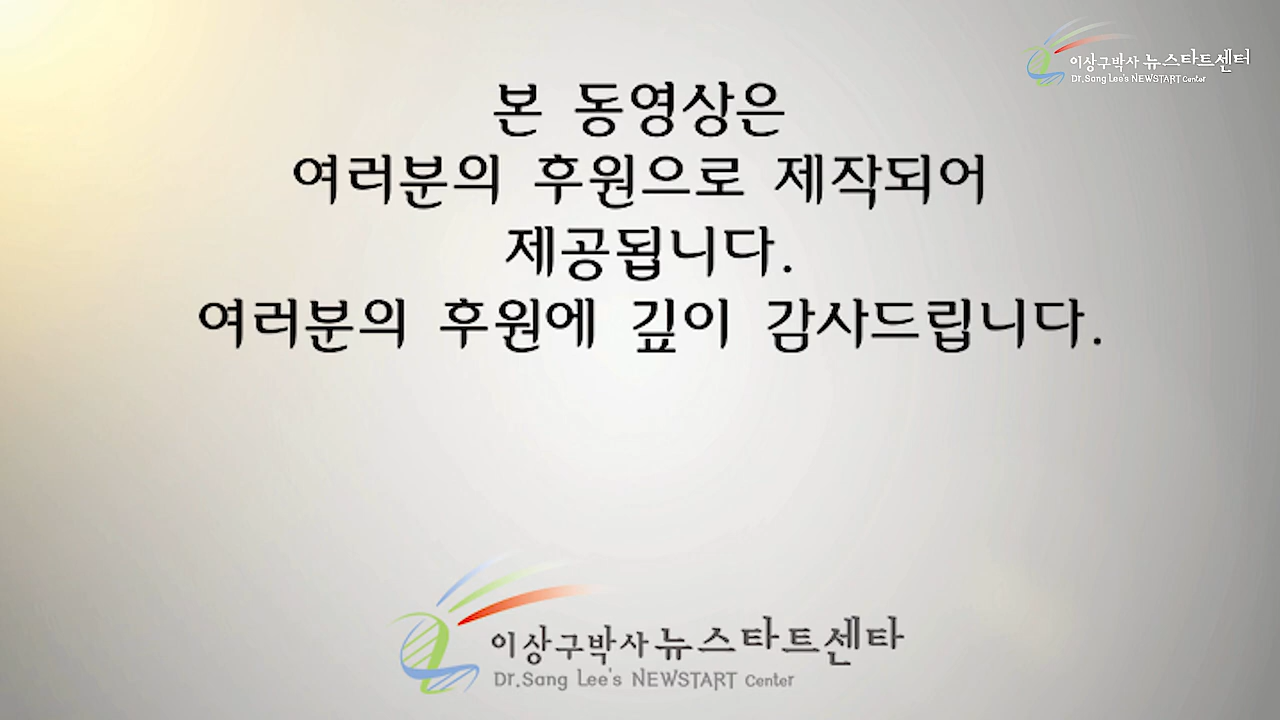 이상구박사 뉴스타트센터
Dr.Sang Lee's NEWSTART Center
본 동영상은
여러분의 후원으로 제작되어
제공됩니다.
여러분의 후원에 깊이 감사드립니다.
이상구박사 뉴스타트센타
Dr.Sang Lee's NEWSTART Center